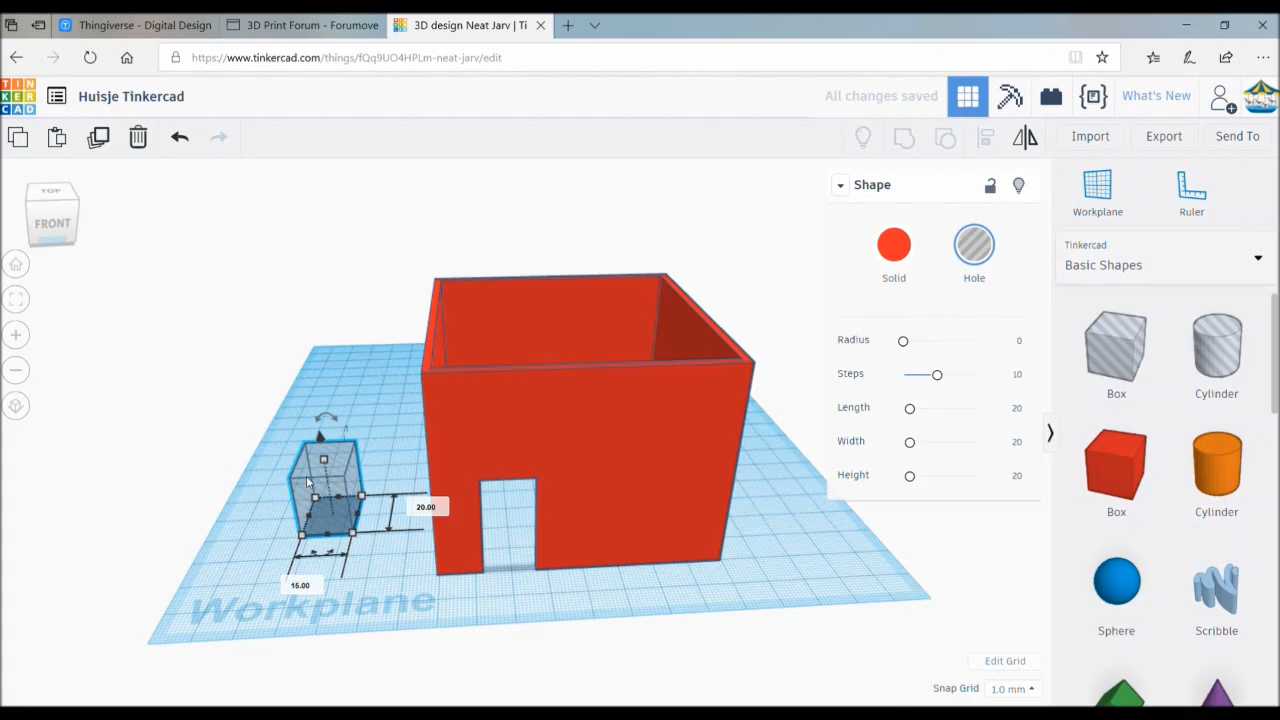 Thingiverse - Digital Design
3D Print Forum - Forumove
3D design Neat Jarv | Ti
https://www.tinkercad.com/things/fQq9UO4HPLm-neat-jarv/edit
TIN
KER
CAD
Huisje Tinkercad
All changes saved
What's New
Import
Export
Send To
TOP
FRONT
Shape
Solid
Hole
Radius
0
Steps
10
Length
20
Width
20
Height
20
Workplane
Ruler
Tinkercad
Basic Shapes
Box
Cylinder
Box
Cylinder
Sphere
Scribble
20.00
15.00
Workplane
Edit Grid
Snap Grid
1.0 mm